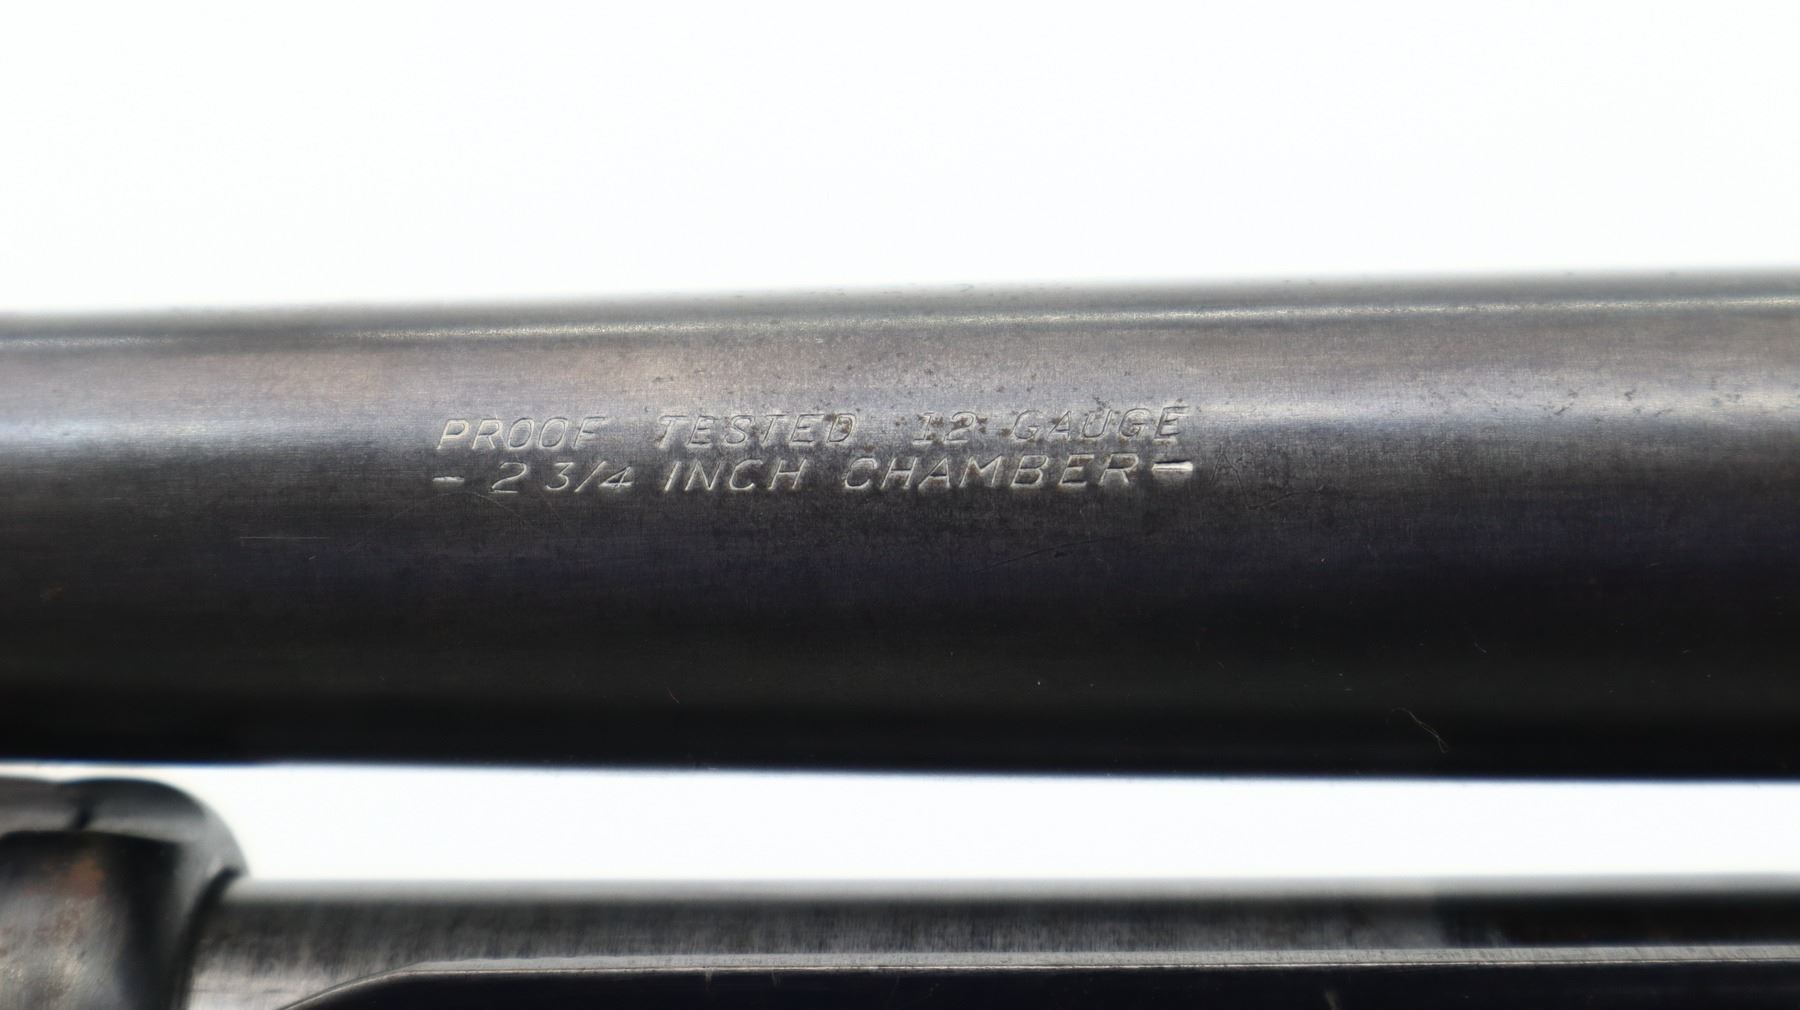 PROOF TESTED 12 GAUGE
- 2 3/4 INCH CHAMBER -